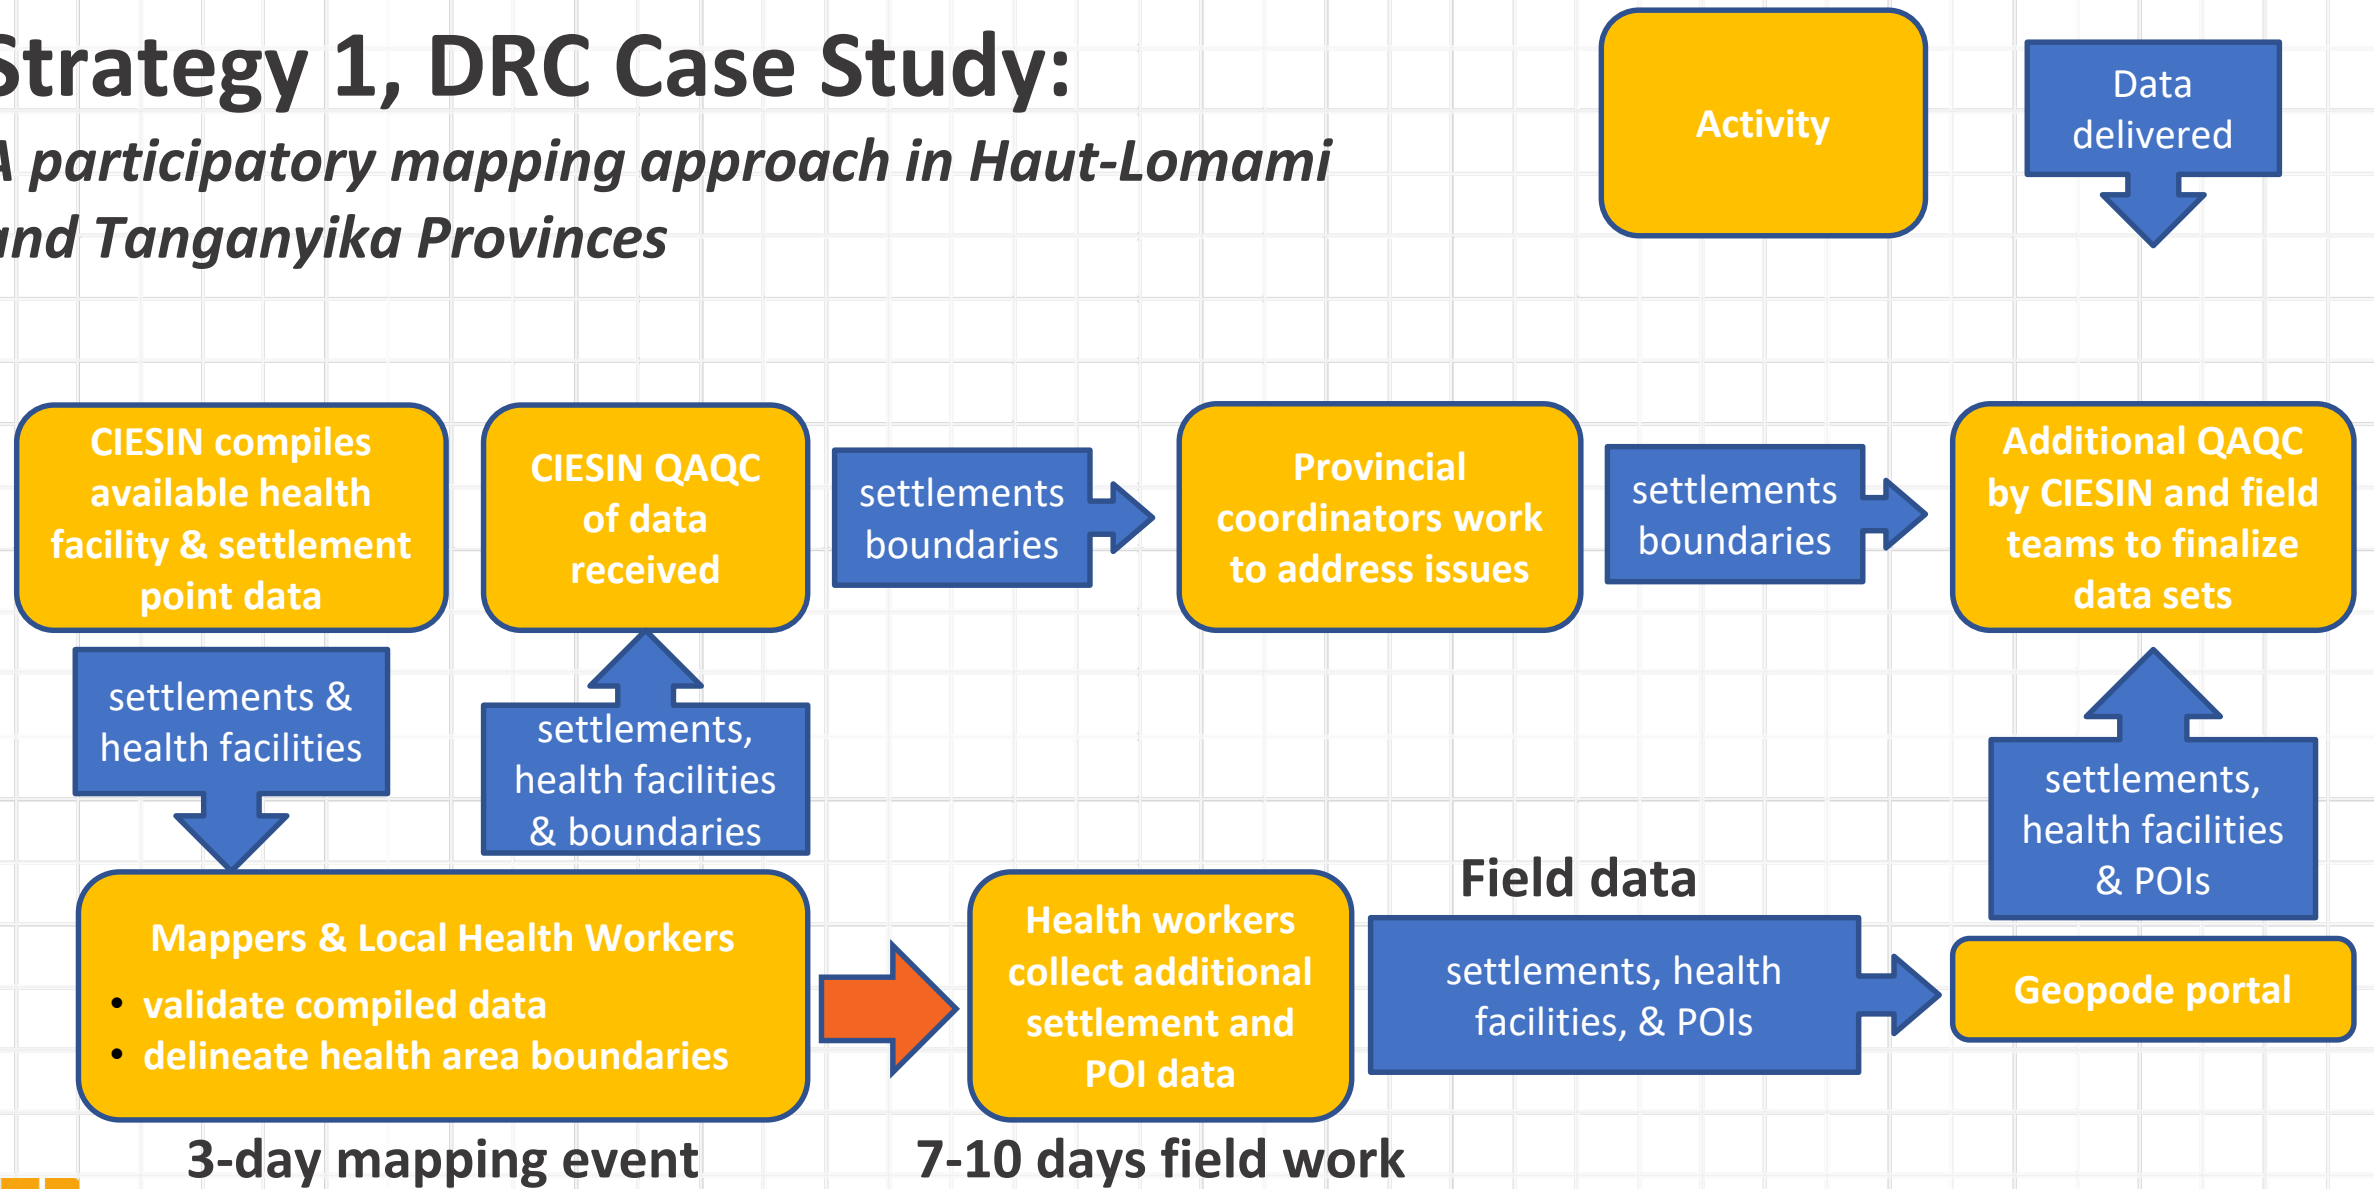 Strategy 1, DRC Case Study:
A participatory mapping approach in Haut-Lomami
and Tanganyika Provinces
Activity
Data
delivered
CIESIN compiles
available health
facility & settlement
point data
CIESIN QAQC
of data
received
settlements
boundaries
Provincial
coordinators work
to address issues
settlements
boundaries
Additional QAQC
by CIESIN and field
teams to finalize
data sets
settlements &
health facilities
settlements,
health facilities
& boundaries
settlements,
health facilities
& POIs
Mappers & Local Health Workers
• validate compiled data
• delineate health area boundaries
Health workers
collect additional
settlement and
POI data
Field data
settlements, health
facilities, & POIs
Geopode portal
3-day mapping event
7-10 days field work